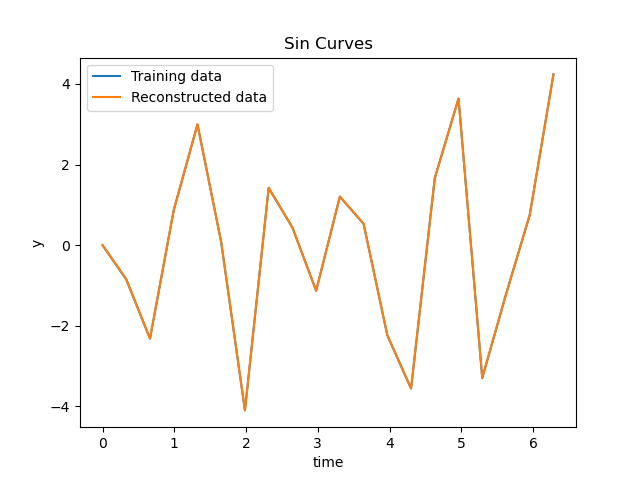 Sin Curves
Training data
Reconstructed data
4
2
0
−2
−4
y
0 1 2 3 4 5 6
time